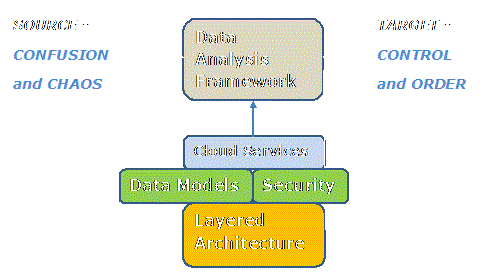 SOURCE --
CONFUSION
and CHAOS
Data
Analysis
Framework
TARGET --
CONTROL
and ORDER
Cloud Services
Data Models
Security
Layered
Architecture